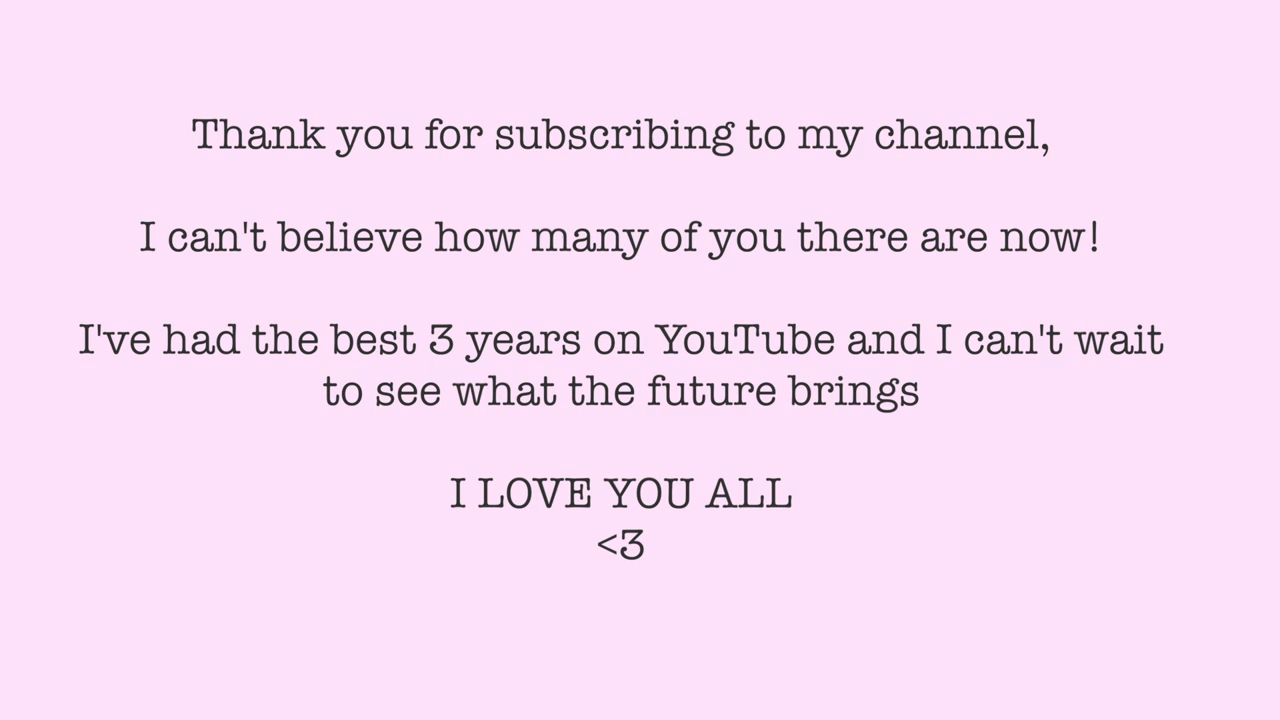 Thank you for subscribing to my channel,
I can't believe how many of you there are now!
I've had the best 3 years on YouTube and I can't wait
to see what the future brings
I LOVE YOU ALL
<3